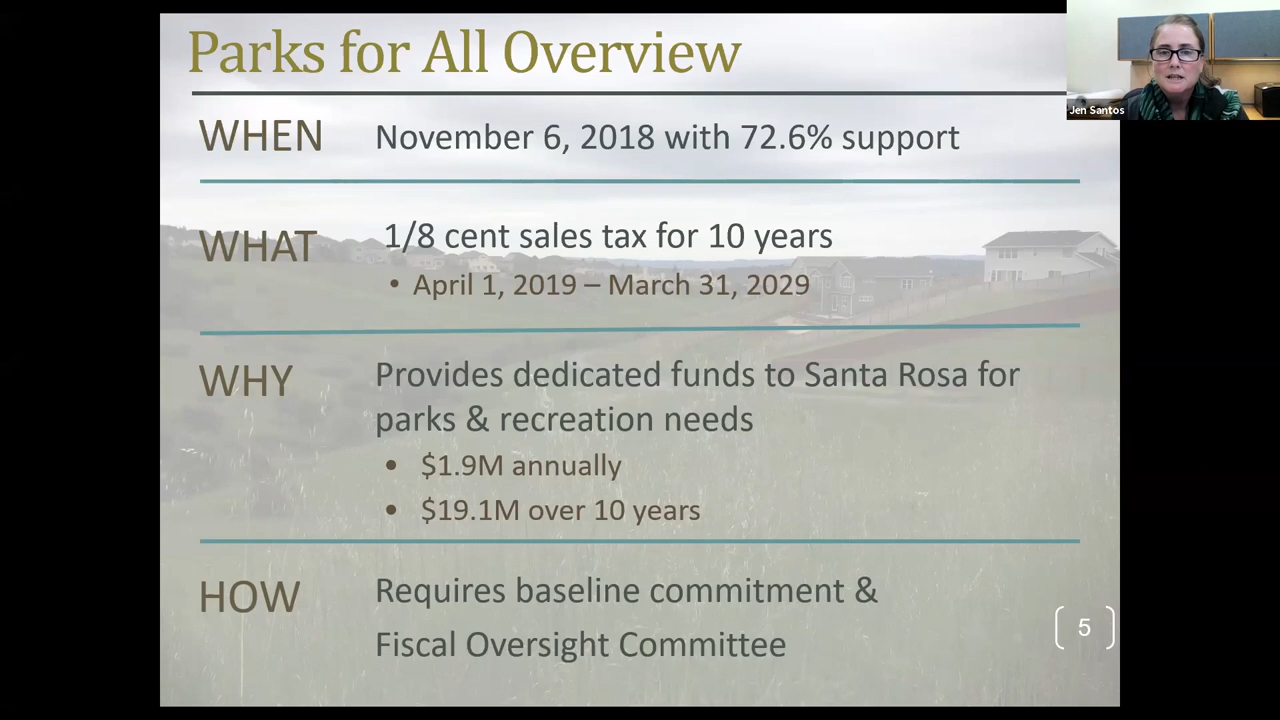 Parks for All Overview
Jen Santos
WHEN
November 6, 2018 with 72.6% support
WHAT
1/8 cent sales tax for 10 years
• April 1, 2019 – March 31, 2029
WHY
Provides dedicated funds to Santa Rosa for
parks & recreation needs
• $1.9M annually
• $19.1M over 10 years
HOW
Requires baseline commitment &
Fiscal Oversight Committee
5